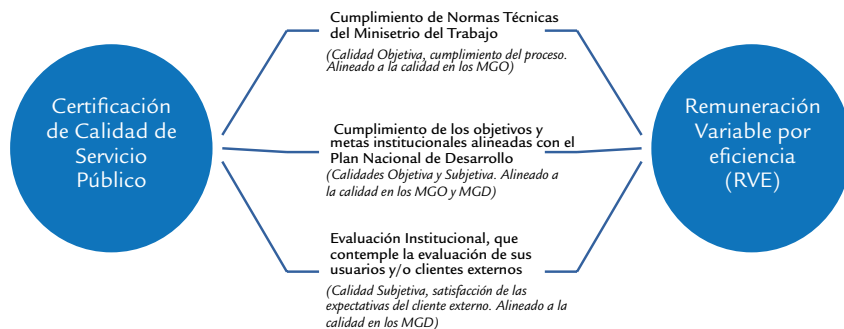 Certificación
de Calidad de
Servicio
Público
Cumplimiento de Normas Técnicas
del Minisetrio del Trabajo
(Calidad Objetiva, cumplimiento del proceso.
Alineado a la calidad en los MGO)
Cumplimiento de los objetivos y
metas institucionales alineadas con el
Plan Nacional de Desarrollo
(Calidades Objetiva y Subjetiva. Alineado a
la calidad en los MGO y MGD)
Evaluación Institucional, que
contemple la evaluación de sus
usuarios y/o clientes externos
(Calidad Subjetiva, satisfacción de las
expectativas del cliente externo. Alineado a la
calidad en los MGD)
Remuneración
Variable por
eficiencia
(RVE)